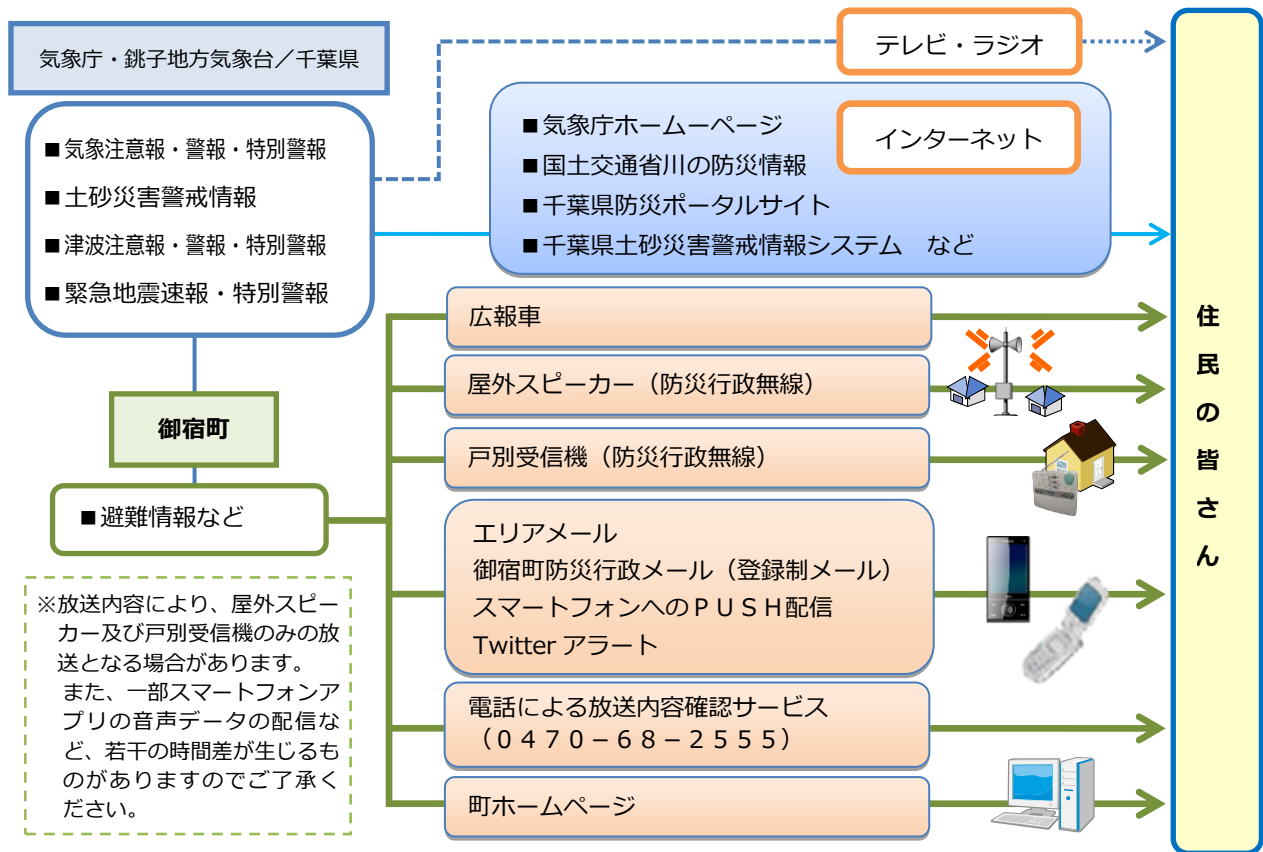 気象庁・銚子地方気象台／千葉県
■気象注意報・警報・特別警報
■土砂災害警戒情報
■津波注意報・警報・特別警報
■緊急地震速報・特別警報
テレビ・ラジオ
インターネット
■気象庁ホームーページ
■国土交通省川の防災情報
■千葉県防災ポータルサイト
■千葉県土砂災害警戒情報システム　など
御宿町
■避難情報など
広報車
屋外スピーカー（防災行政無線）
戸別受信機（防災行政無線）
エリアメール
御宿町防災行政メール（登録制メール）
スマートフォンへのＰＵＳＨ配信
Twitter アラート
電話による放送内容確認サービス
（０４７０－６８－２５５５）
町ホームページ
※放送内容により、屋外スピー
カー及び戸別受信機のみの放
送となる場合があります。
また、一部スマートフォンア
プリの音声データの配信な
ど、若干の時間差が生じるも
のがありますのでご了承く
ださい。
住民の皆さん